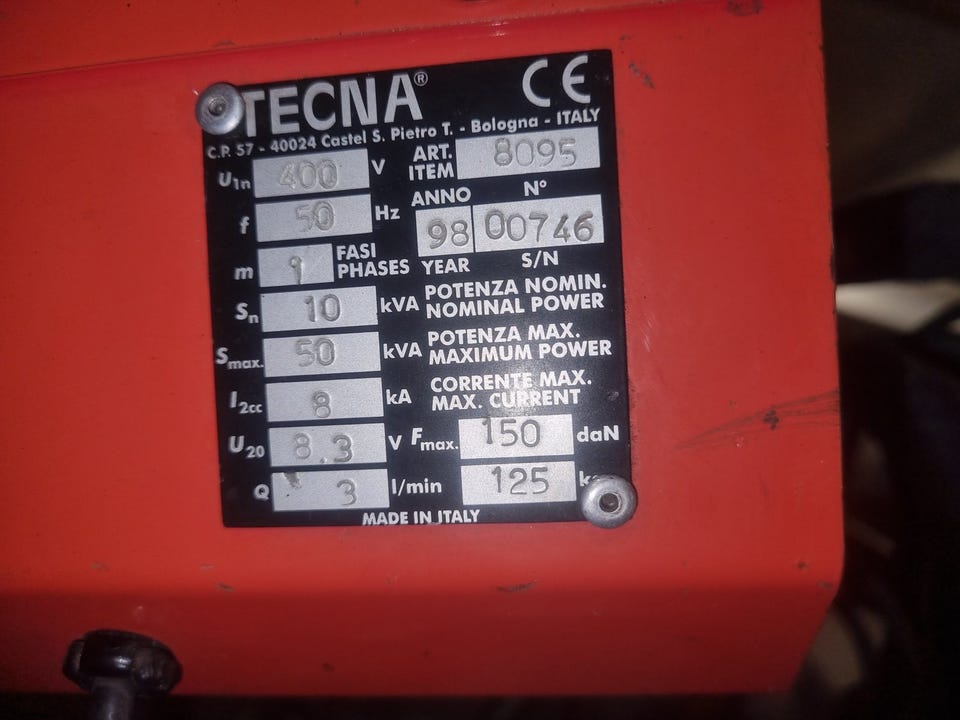 TECNA® CE
C.P. 57 - 40024 Castel S. Pietro T. - Bologna - ITALY
U1n 400 V ART. ITEM 8095
f 50 Hz ANNO 98 YEAR N° 00746 S/N
m 1 FASI PHASES
Sn 10 kVA POTENZA NOMIN. NOMINAL POWER
Smax. 50 kVA POTENZA MAX. MAXIMUM POWER
I2cc 8 kA CORRENTE MAX. MAX. CURRENT
U20 8.3 V Fmax. 150 daN
Q 3 l/min 125
MADE IN ITALY